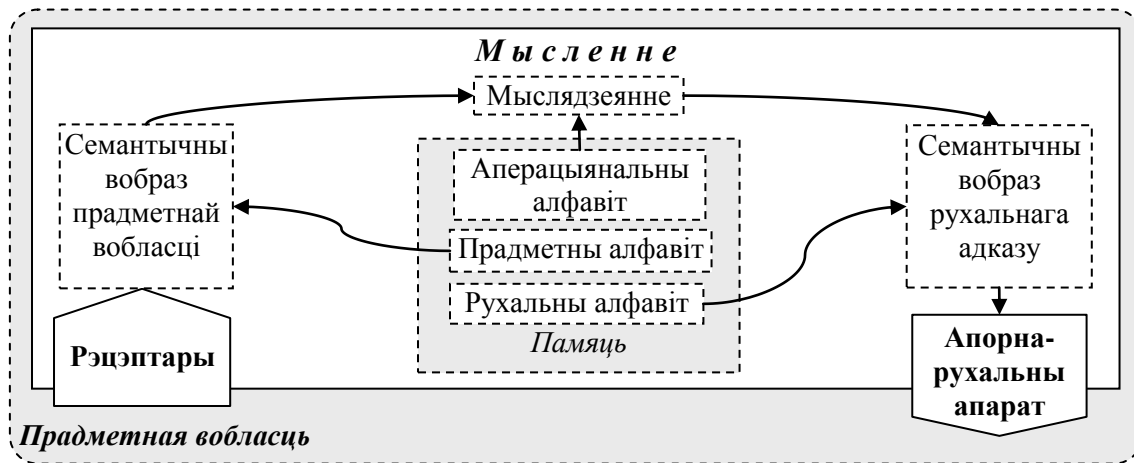 М ы с л е н н е
Мыслядзеянне
Семантычны
вобраз
прадметнай
вобласці
Аперацыянальны
алфавіт
Прадметны алфавіт
Рухальны алфавіт
Памяць
Семантычны
вобраз
рухальнага
адказу
Рэцэптары
Апорна-
рухальны
апарат
Прадметная вобласць